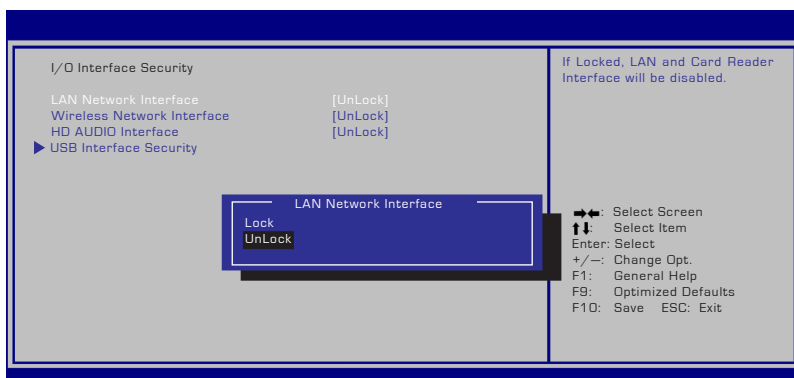 I/O Interface Security
LAN Network Interface [UnLock]
Wireless Network Interface [UnLock]
HD AUDIO Interface [UnLock]
USB Interface Security
If Locked, LAN and Card Reader
Interface will be disabled.
LAN Network Interface
Lock
UnLock
→←: Select Screen
↑↓: Select Item
Enter: Select
+/—: Change Opt.
F1: General Help
F9: Optimized Defaults
F10: Save ESC: Exit